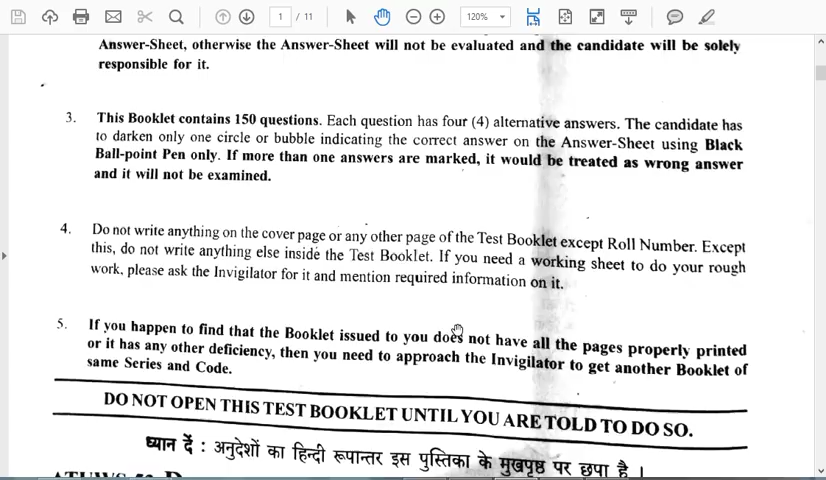 1 / 11
120%
Answer-Sheet, otherwise the Answer-Sheet will not be evaluated and the candidate will be solely
responsible for it.
3. This Booklet contains 150 questions. Each question has four (4) alternative answers. The candidate has
to darken only one circle or bubble indicating the correct answer on the Answer-Sheet using Black
Ball-point Pen only. If more than one answers are marked, it would be treated as wrong answer
and it will not be examined.
4. Do not write anything on the cover page or any other page of the Test Booklet except Roll Number. Except
this, do not write anything else inside the Test Booklet. If you need a working sheet to do your rough
work, please ask the Invigilator for it and mention required information on it.
5. If you happen to find that the Booklet issued to you does not have all the pages properly printed
or it has any other deficiency, then you need to approach the Invigilator to get another Booklet of
same Series and Code.
DO NOT OPEN THIS TEST BOOKLET UNTIL YOU ARE TOLD TO DO SO.
ध्यान दें : अनुदेशों का हिन्दी रूपान्तर इस पुस्तिका के मुखपृष्ठ पर छपा है ।